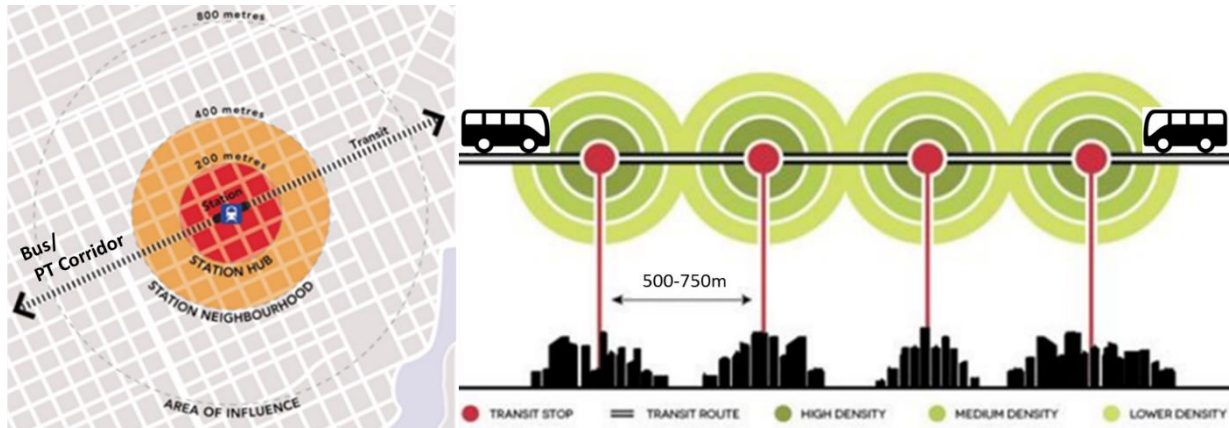 800 metres
400 metres
200 metres
Transit
Station
Bus/
PT Corridor
STATION HUB
STATION NEIGHBOURHOOD
AREA OF INFLUENCE
500-750m
TRANSIT STOP
TRANSIT ROUTE
HIGH DENSITY
MEDIUM DENSITY
LOWER DENSITY